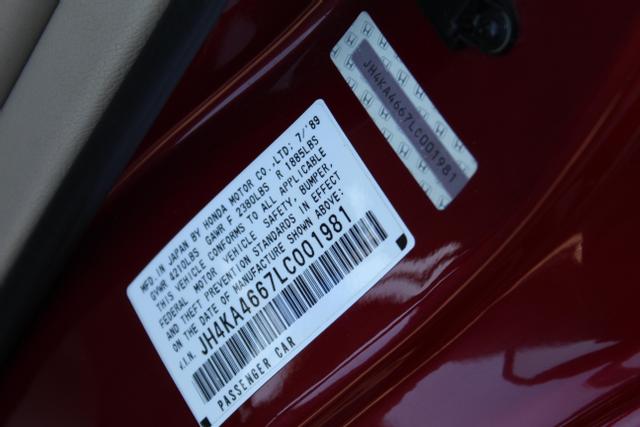 MFD. IN JAPAN BY HONDA MOTOR CO.,LTD: 7/'89
GVWR 4210LBS GAWR F 2380LBS R 1885LBS
THIS VEHICLE CONFORMS TO ALL APPLICABLE
FEDERAL MOTOR VEHICLE SAFETY, BUMPER,
AND THEFT PREVENTION STANDARDS IN EFFECT
ON THE DATE OF MANUFACTURE SHOWN ABOVE:
V.I.N. JH4KA4667LC001981
PASSENGER CAR
JH4KA4667LC001981